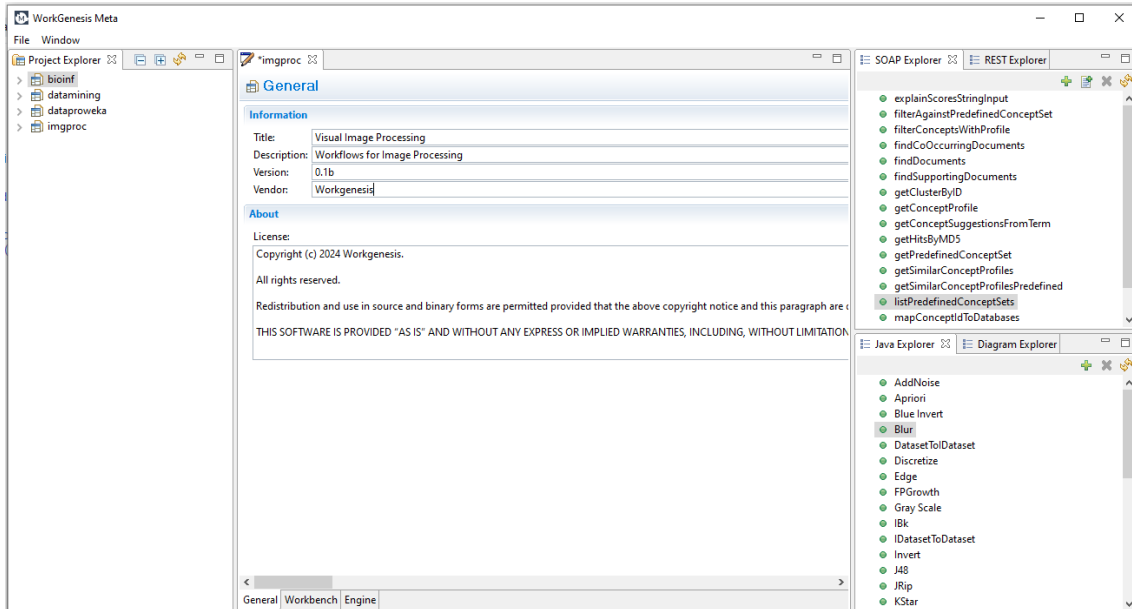 WorkGenesis Meta
File Window
Project Explorer
bioinf
datamining
dataproweka
imgproc
*imgproc
General
Information
Title: Visual Image Processing
Description: Workflows for Image Processing
Version: 0.1b
Vendor: Workgenesis
About
License:
Copyright (c) 2024 Workgenesis.
All rights reserved.
Redistribution and use in source and binary forms are permitted provided that the above copyright notice and this paragraph are
THIS SOFTWARE IS PROVIDED “AS IS” AND WITHOUT ANY EXPRESS OR IMPLIED WARRANTIES, INCLUDING, WITHOUT LIMITATION
General Workbench Engine
SOAP Explorer REST Explorer
explainScoresStringInput
filterAgainstPredefinedConceptSet
filterConceptsWithProfile
findCoOccurringDocuments
findDocuments
findSupportingDocuments
getClusterByID
getConceptProfile
getConceptSuggestionsFromTerm
getHitsByMD5
getPredefinedConceptSet
getSimilarConceptProfiles
getSimilarConceptProfilesPredefined
listPredefinedConceptSets
mapConceptIdToDatabases
Java Explorer Diagram Explorer
AddNoise
Apriori
Blue Invert
Blur
DatasetToIDataset
Discretize
Edge
FPGrowth
Gray Scale
IBk
IDatasetToDataset
Invert
J48
JRip
KStar